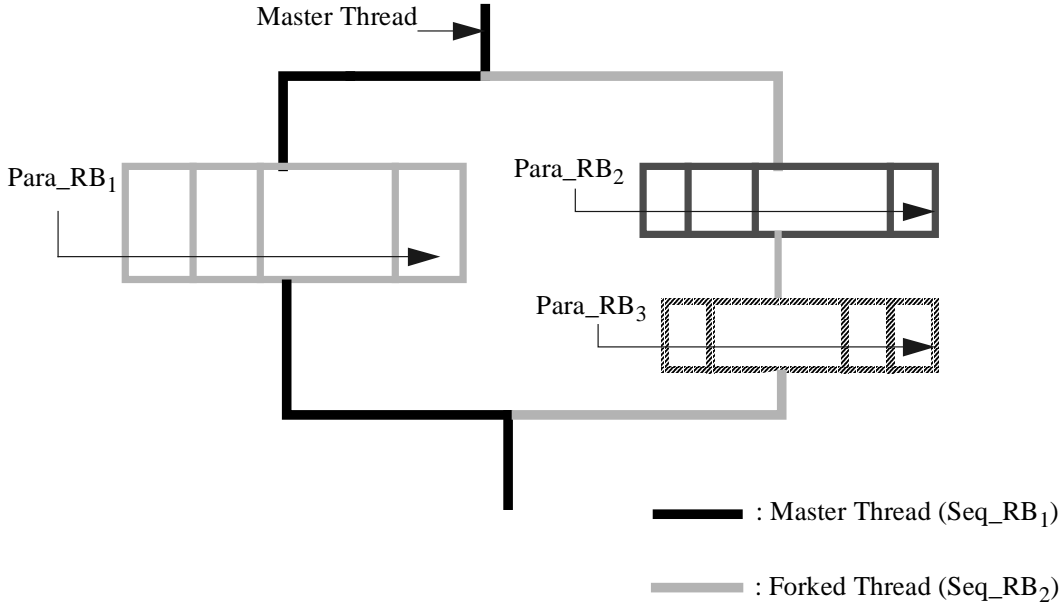 Master Thread
Para_RB1
Para_RB2
Para_RB3
: Master Thread (Seq_RB1)
: Forked Thread (Seq_RB2)